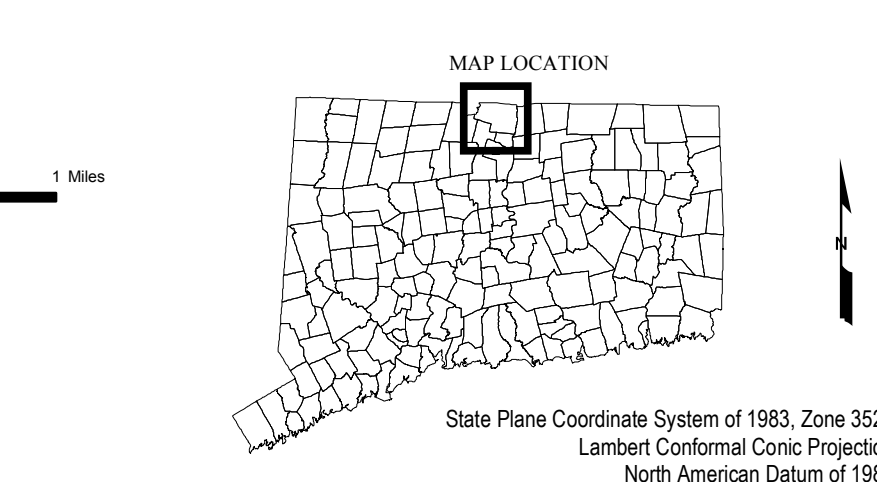 MAP LOCATION
1 Miles
N
State Plane Coordinate System of 1983, Zone 352
Lambert Conformal Conic Projectio
North American Datum of 198